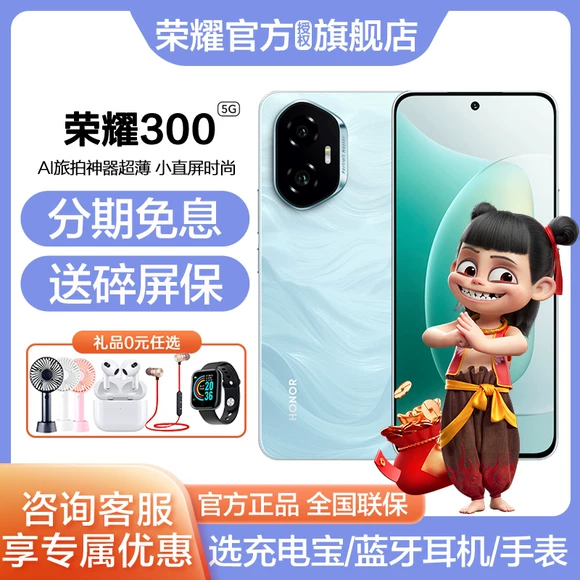 荣耀官方授权旗舰店
荣耀300 5G
AI旅拍神器超薄 小直屏时尚
分期免息
送碎屏保
礼品0元任选
HONOR
咨询客服
享专属优惠
官方正品 全国联保
选充电宝/蓝牙耳机/手表